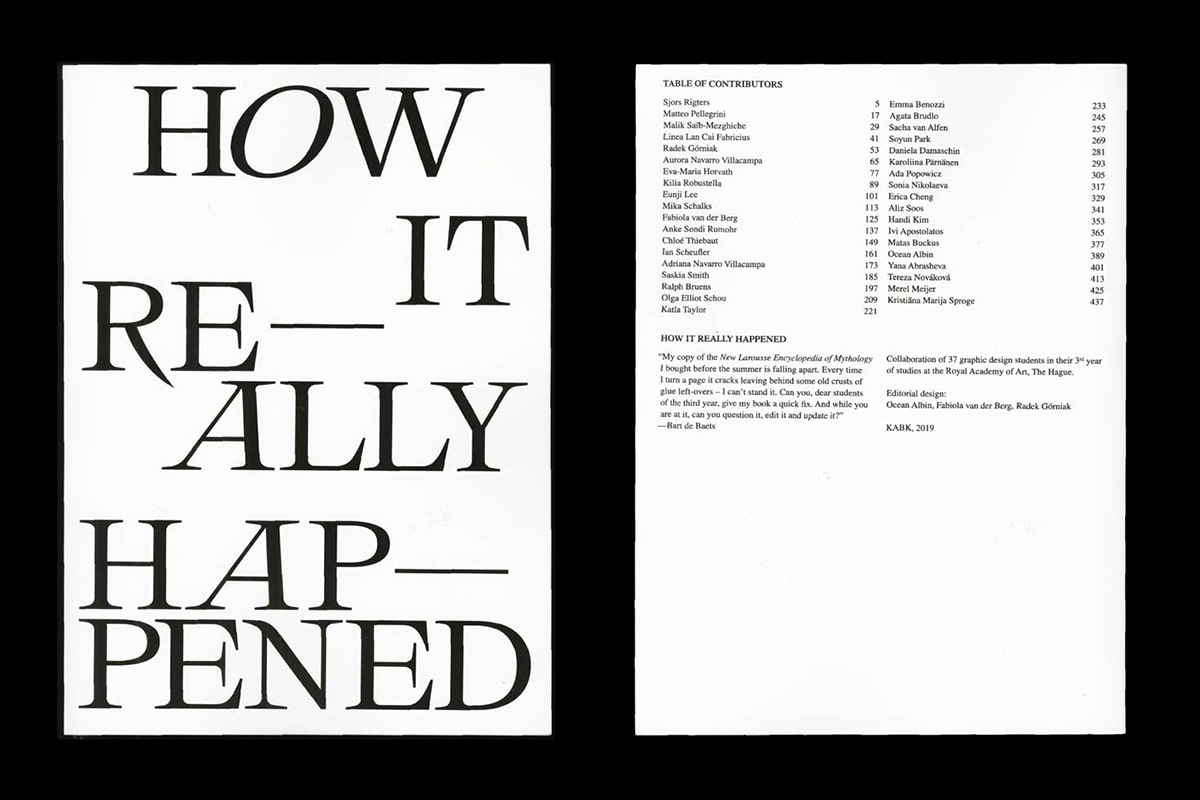 HOW
IT
RE—
ALLY
HAP—
PENED
TABLE OF CONTRIBUTORS
Sjors Rigters 5
Matteo Pellegrini 17
Malik Saïb-Mezghiche 29
Linea Lan Cai Fabricius 41
Radek Górniak 53
Aurora Navarro Villacampa 65
Eva-Maria Horvath 77
Kilia Robustella 89
Eunji Lee 101
Mika Schalks 113
Fabiola van der Berg 125
Anke Sondi Rumohr 137
Chloé Thiebaut 149
Jan Scheufler 161
Adriana Navarro Villacampa 173
Saskia Smith 185
Ralph Bruens 197
Olga Elliot Schou 209
Katla Taylor 221
Emma Benozzi 233
Agata Brudlo 245
Sacha van Alfen 257
Soyun Park 269
Daniela Damaschin 281
Karoliina Pärnänen 293
Ada Popowicz 305
Sonia Nikolaeva 317
Erica Cheng 329
Aliz Soos 341
Handi Kim 353
Ivi Apostolatos 365
Matas Buckus 377
Ocean Albin 389
Yana Abrasheva 401
Tereza Nováková 413
Merel Meijer 425
Kristiāna Marija Sproge 437
HOW IT REALLY HAPPENED
“My copy of the New Larousse Encyclopedia of Mythology
I bought before the summer is falling apart. Every time
I turn a page it cracks leaving behind some old crusts of
glue left-overs – I can’t stand it. Can you, dear students
of the third year, give my book a quick fix. And while you
are at it, can you question it, edit it and update it?”
—Bart de Baets
Collaboration of 37 graphic design students in their 3rd year
of studies at the Royal Academy of Art, The Hague.
Editorial design:
Ocean Albin, Fabiola van der Berg, Radek Górniak
KABK, 2019